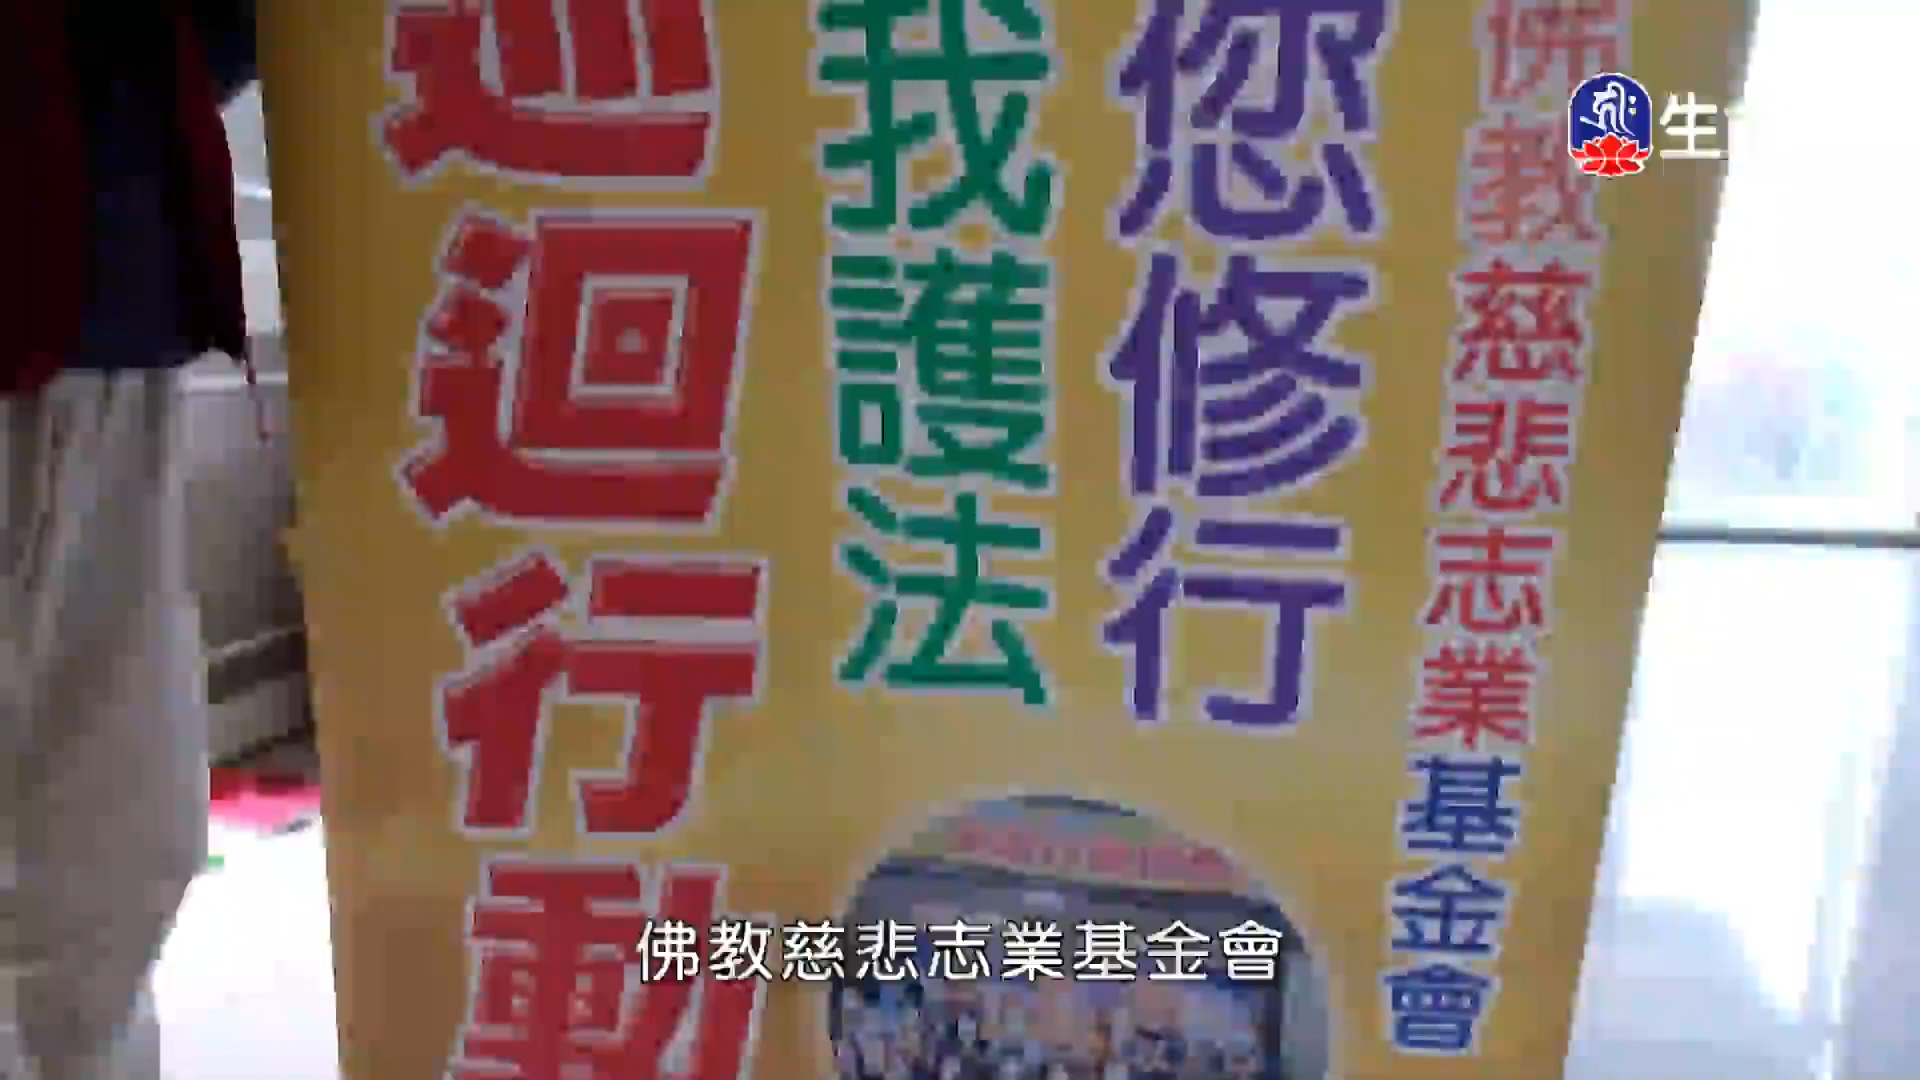 佛教慈悲志業基金會
您修行
我護法
巡迴行動
生
佛教慈悲志業基金會